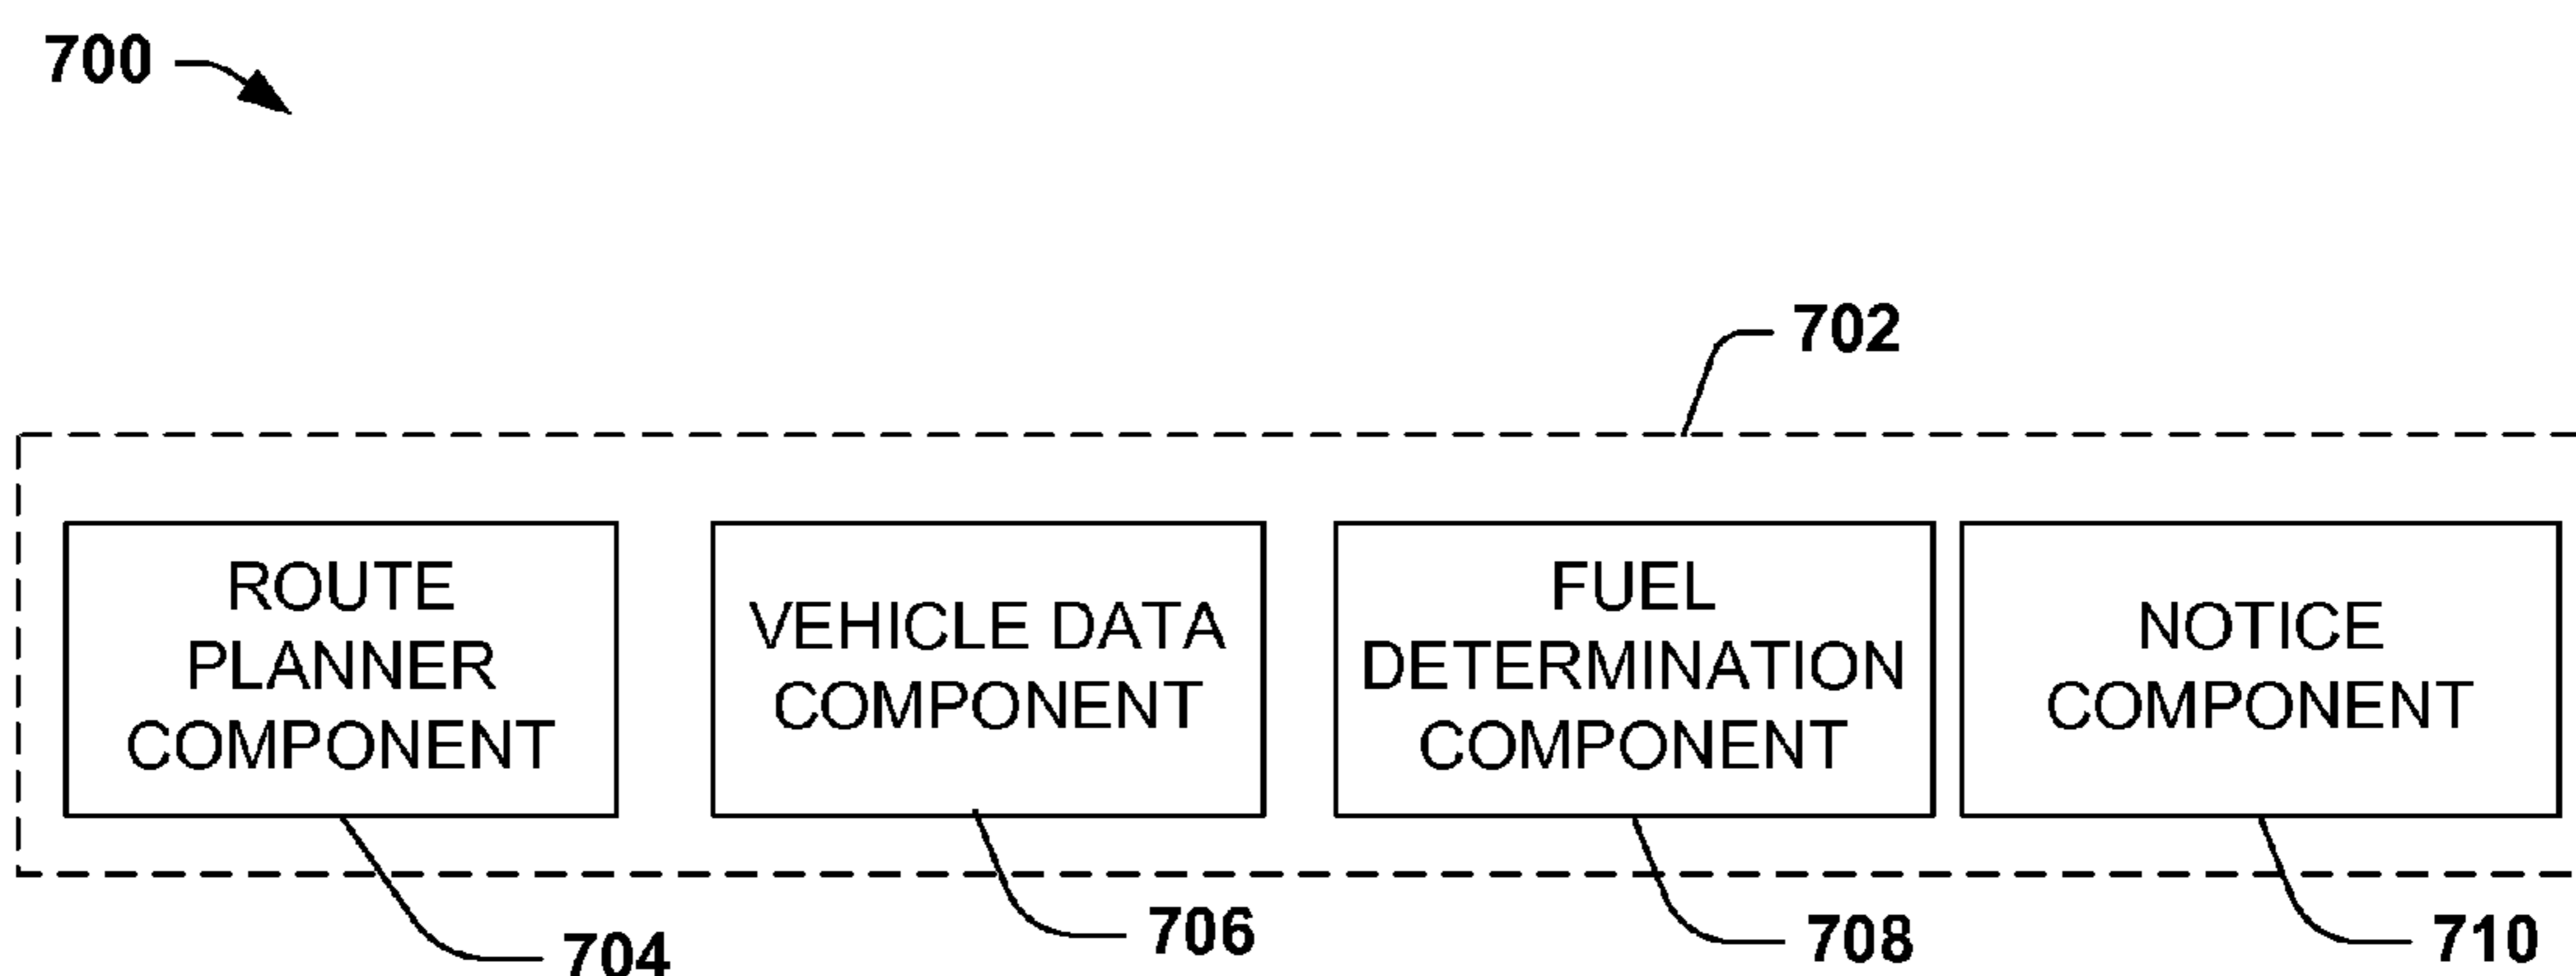 700
702
ROUTE
PLANNER
COMPONENT
VEHICLE DATA
COMPONENT
FUEL
DETERMINATION
COMPONENT
NOTICE
COMPONENT
704
706
708
710